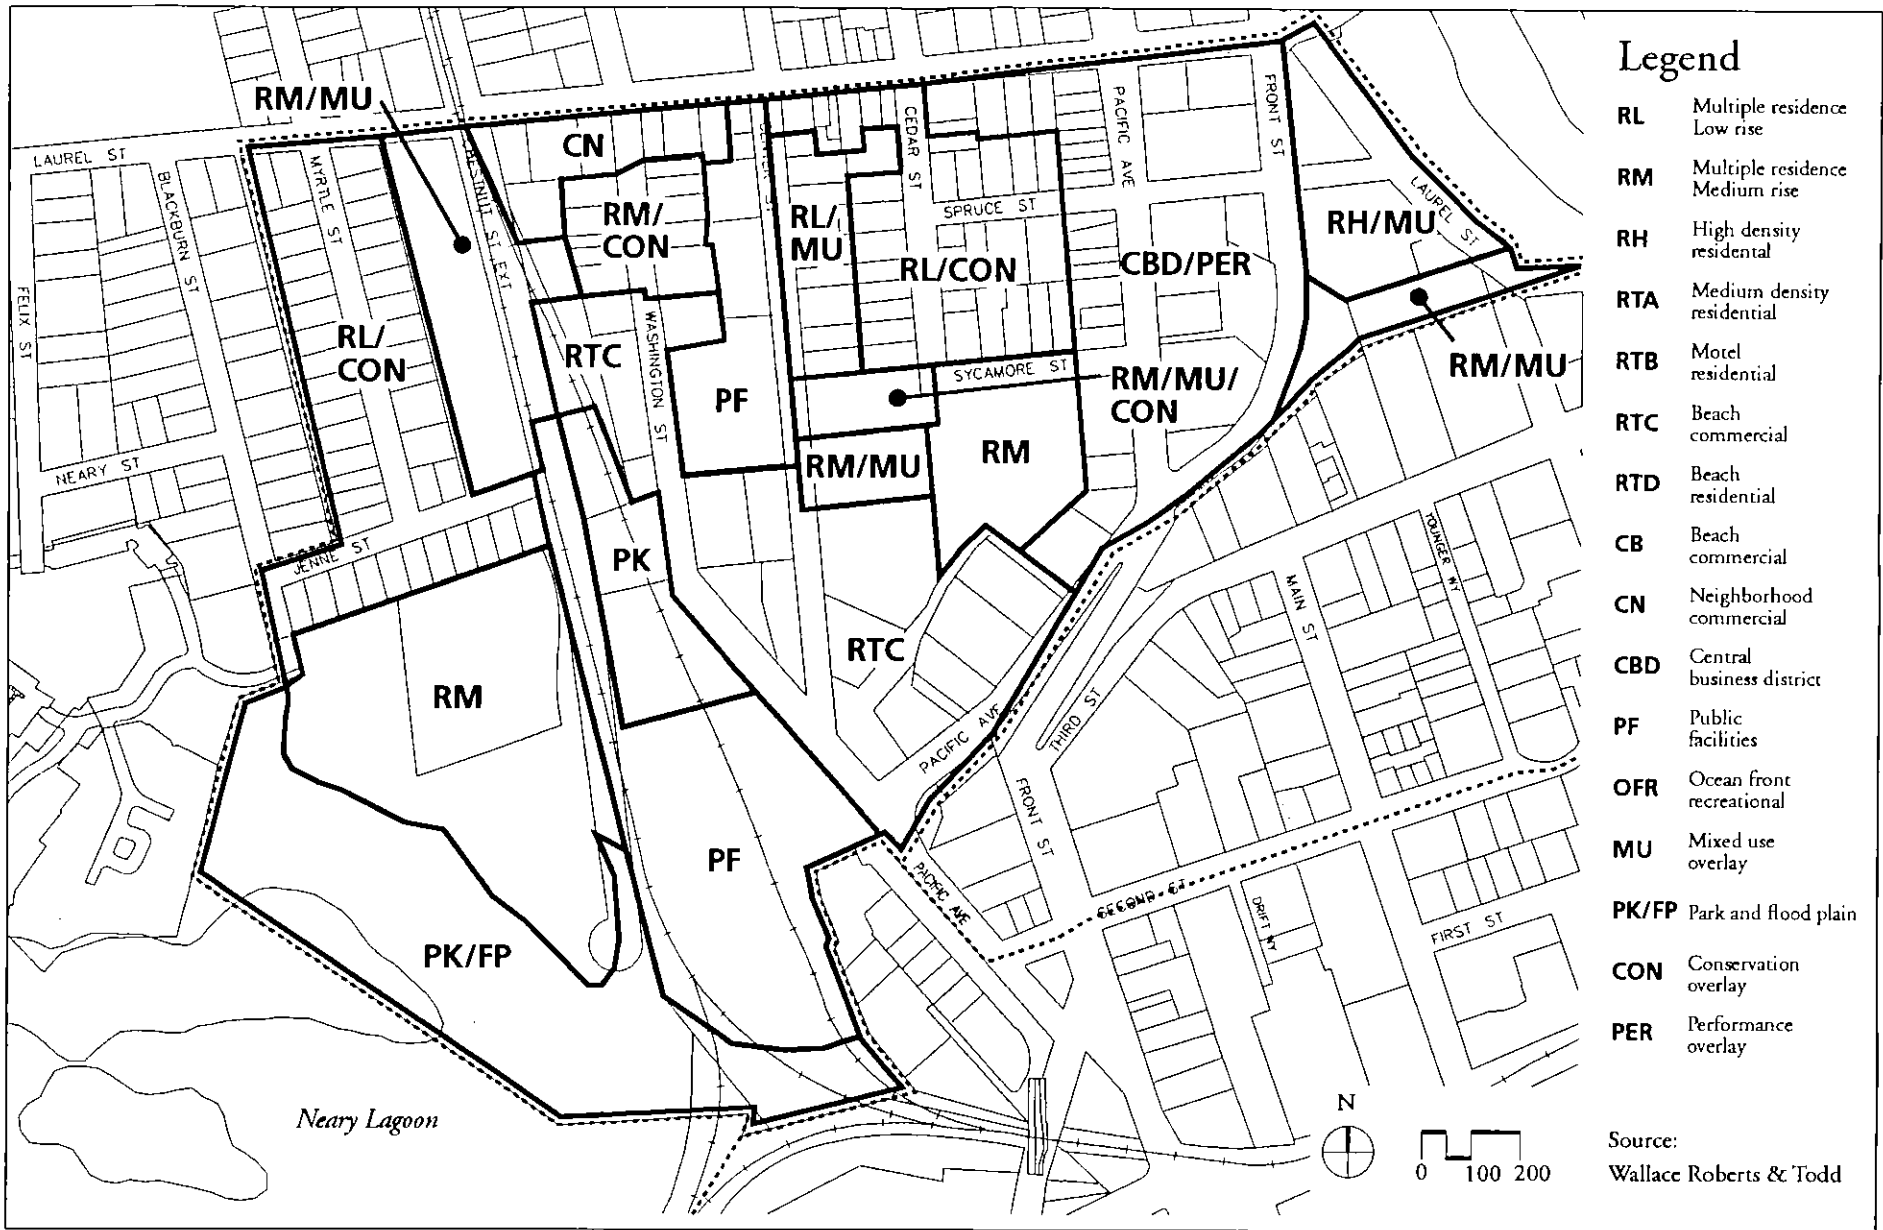 RM/MU
CN
LAUREL ST
MYRTLE ST
BLACKBURN ST
FELIX ST
NEARY ST
JENNE ST
RL/
CON
RM/
CON
CEDAR ST
PACIFIC AVE
FRONT ST
RL/
MU
SPRUCE ST
RL/CON
CBD/PER
RH/MU
LAUREL ST
RM/MU
RTC
WASHINGTON ST
PF
SYCAMORE ST
RM/MU/
CON
RM/MU
RM
PK
RTC
RM
PACIFIC AVE
THIRD ST
FRONT ST
MAIN ST
YOUNGER WY
PF
PACIFIC AVE
SECOND ST
DRIFT WY
FIRST ST
PK/FP
Neary Lagoon
N
0 100 200
Legend
RL Multiple residence
Low rise
RM Multiple residence
Medium rise
RH High density
residental
RTA Medium density
residential
RTB Motel
residential
RTC Beach
commercial
RTD Beach
residential
CB Beach
commercial
CN Neighborhood
commercial
CBD Central
business district
PF Public
facilities
OFR Ocean front
recreational
MU Mixed use
overlay
PK/FP Park and flood plain
CON Conservation
overlay
PER Performance
overlay
Source:
Wallace Roberts & Todd